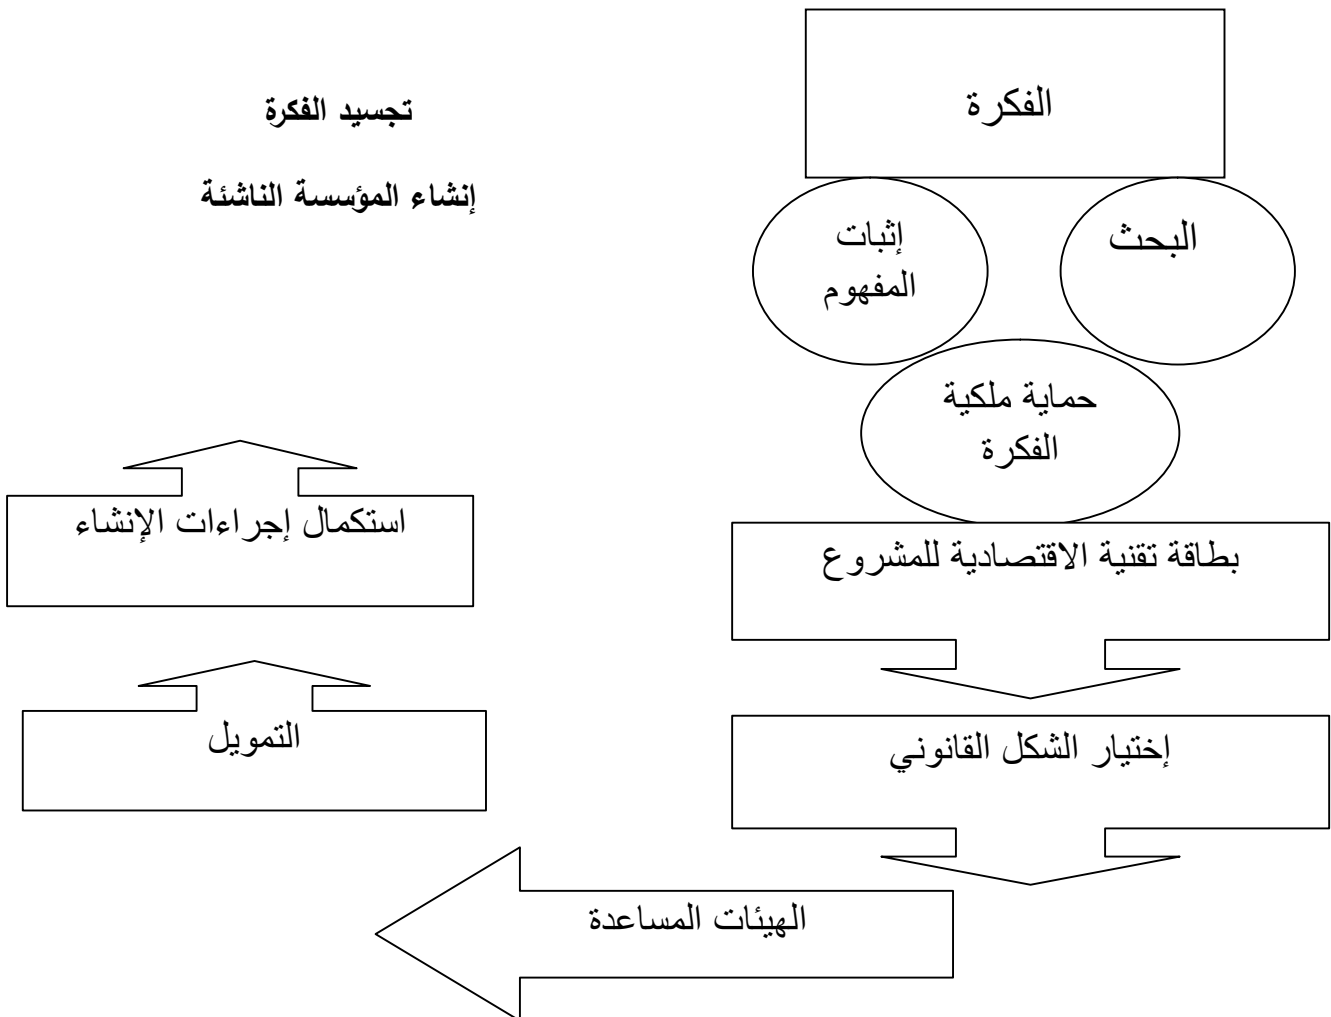 الفكرة
البحث
إثبات
المفهوم
حماية ملكية
الفكرة
بطاقة تقنية الاقتصادية للمشروع
إختيار الشكل القانوني
الهيئات المساعدة
التمويل
استكمال إجراءات الإنشاء
تجسيد الفكرة
إنشاء المؤسسة الناشئة